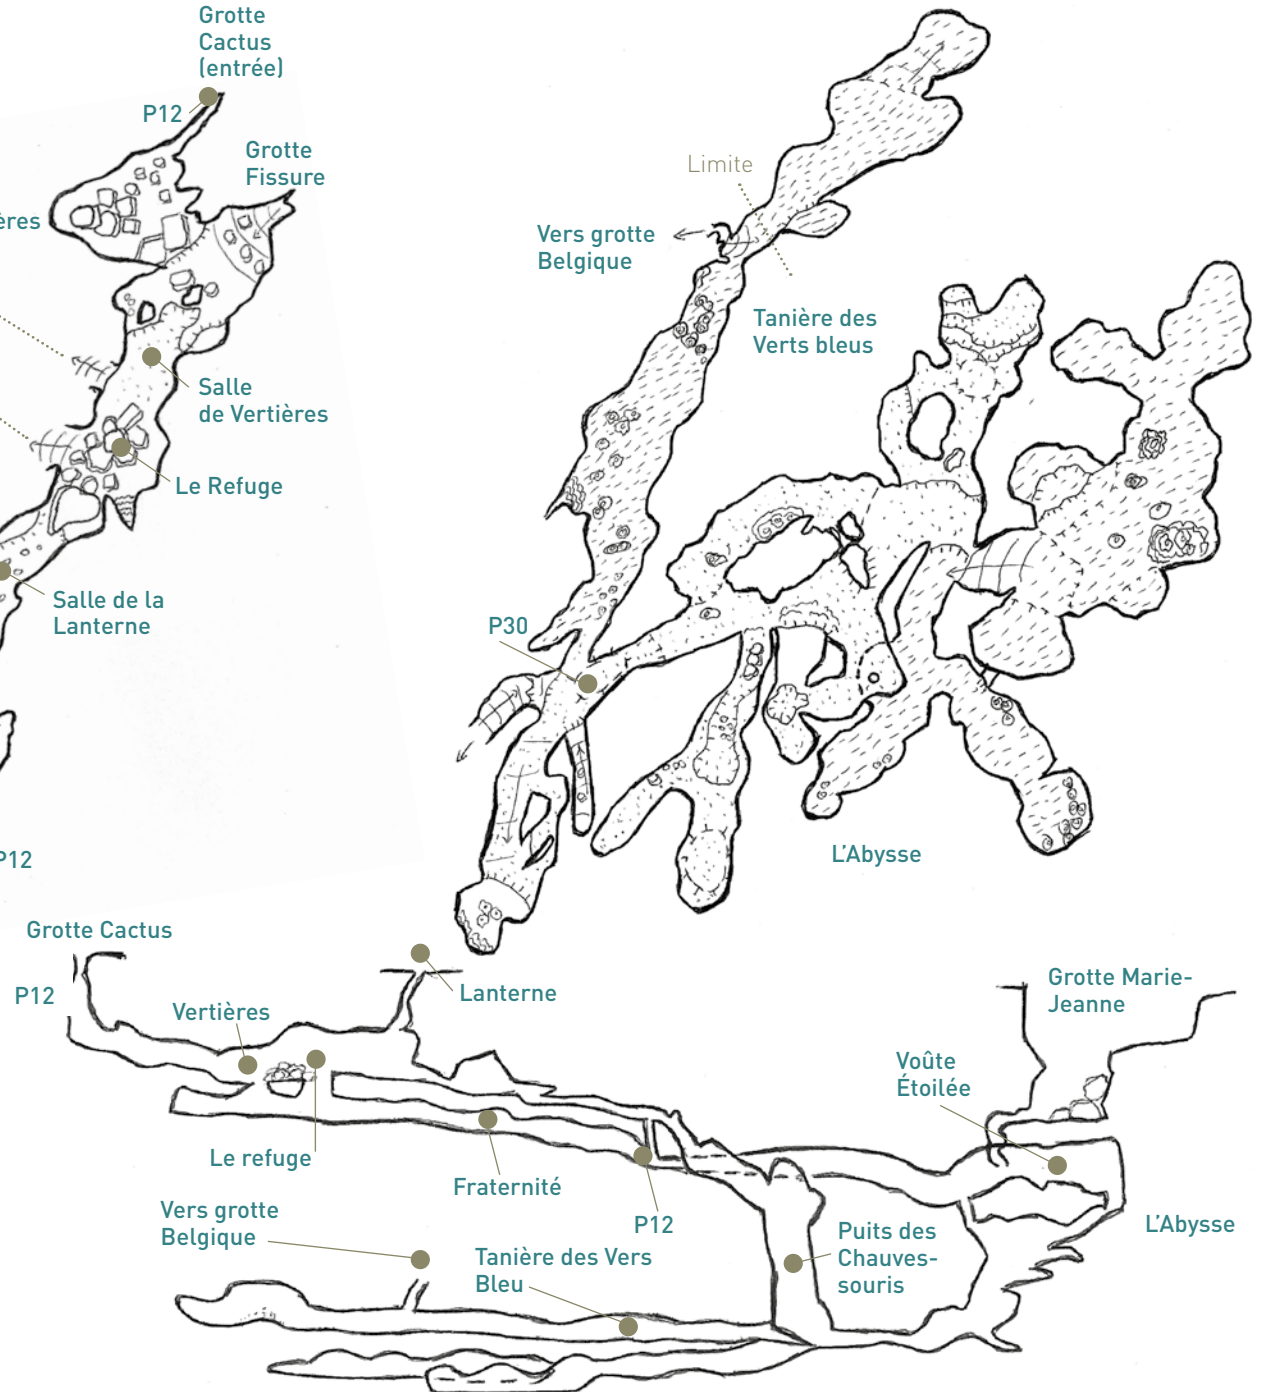 Grotte
Cactus
(entrée)
P12
Grotte
Fissure
ères
Limite
Vers grotte
Belgique
Tanière des
Verts bleus
Salle
de Vertières
Le Refuge
Salle de la
Lanterne
P30
P12
L'Abysse
Grotte Cactus
P12
Vertières
Lanterne
Grotte Marie-
Jeanne
Voûte
Étoilée
Le refuge
Fraternité
P12
Vers grotte
Belgique
Tanière des Vers
Bleu
Puits des
Chauves-
souris
L'Abysse